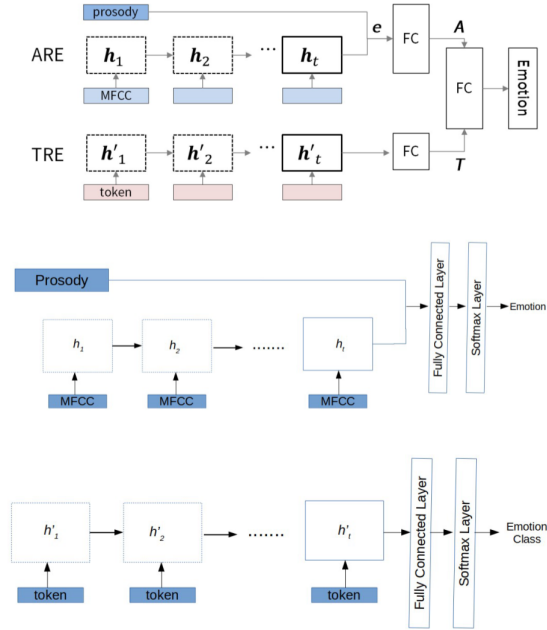 prosody
e
A
FC
ARE
h1
h2
...
ht
MFCC
FC
Emotion
TRE
h'1
h'2
...
h't
FC
T
token
Prosody
Fully Connected Layer
Softmax Layer
Emotion
h1
h2
.......
ht
MFCC
MFCC
MFCC
h'1
h'2
.......
h't
Fully Connected Layer
Softmax Layer
Emotion
Class
token
token
token